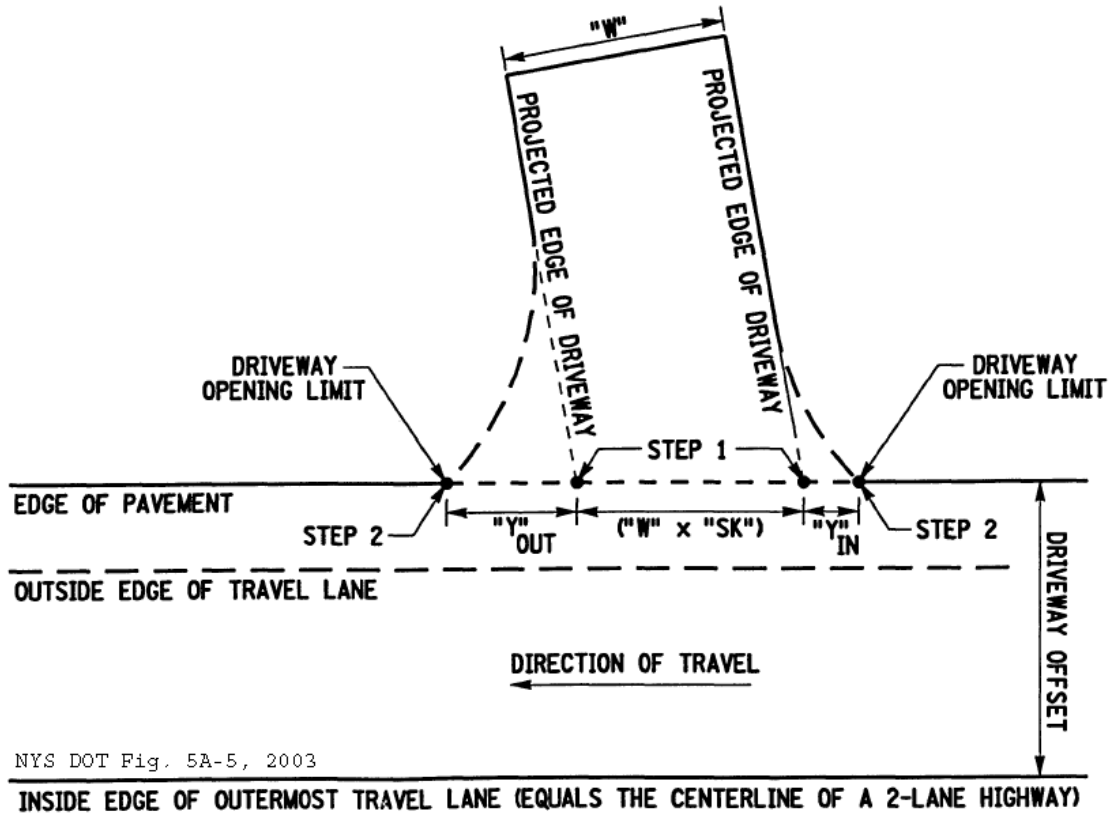 "W"
PROJECTED EDGE OF DRIVEWAY
PROJECTED EDGE OF DRIVEWAY
DRIVEWAY
OPENING LIMIT
DRIVEWAY
OPENING LIMIT
STEP 1
EDGE OF PAVEMENT
STEP 2
"Y"OUT
("W" x "SK")
"Y"IN
STEP 2
OUTSIDE EDGE OF TRAVEL LANE
DRIVEWAY OFFSET
DIRECTION OF TRAVEL
NYS DOT Fig. 5A-5, 2003
INSIDE EDGE OF OUTERMOST TRAVEL LANE (EQUALS THE CENTERLINE OF A 2-LANE HIGHWAY)